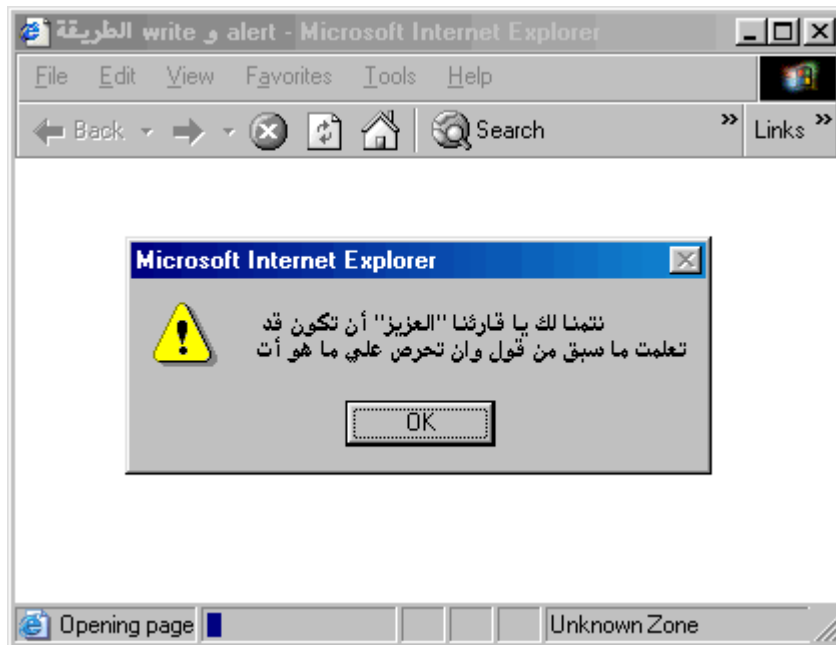 الطريقة write و alert - Microsoft Internet Explorer
File Edit View Favorites Tools Help
Back Search » Links »
Microsoft Internet Explorer
نتمنا لك يا قارئنا "العزيز" أن تكون قد
تعلمت ما سبق من قول وان تحرص علي ما هو أت
OK
Opening page Unknown Zone